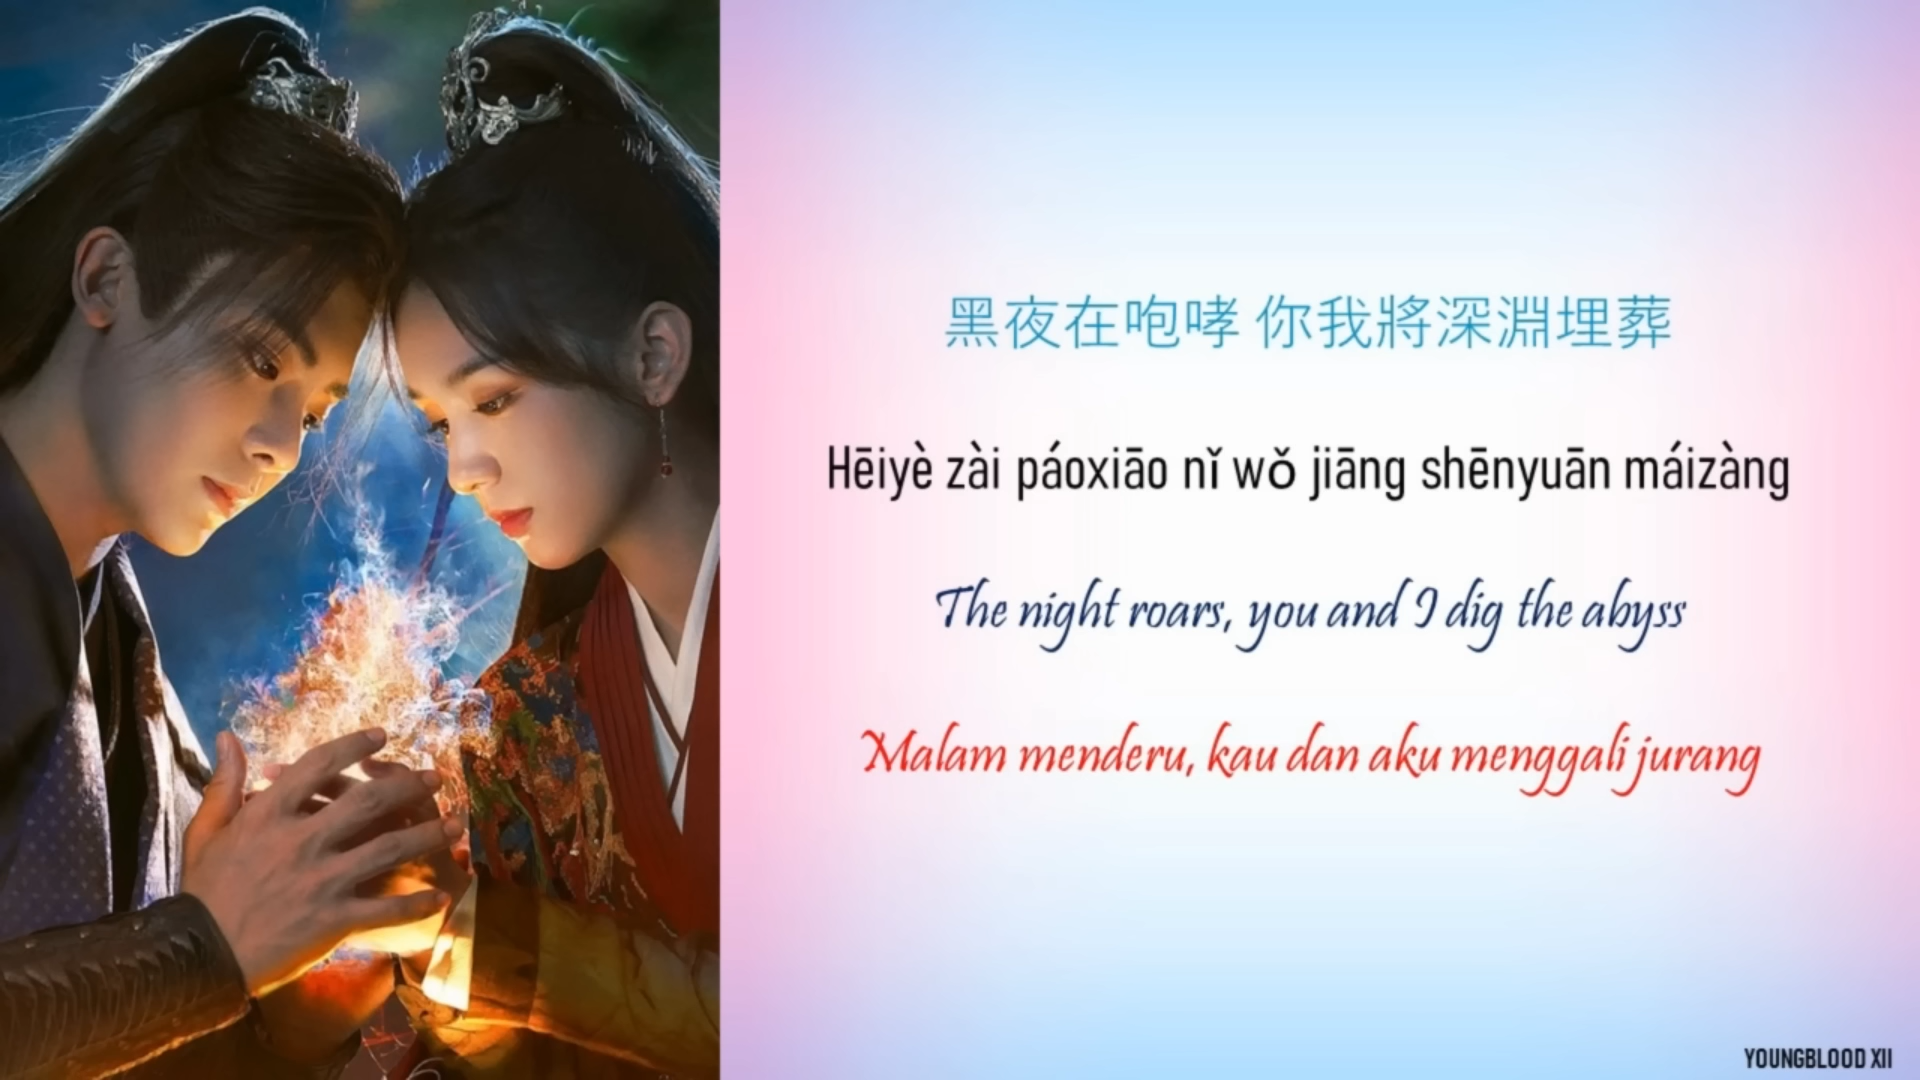 黑夜在咆哮 你我將深淵埋葬
Hēiyè zài páoxiāo nǐ wǒ jiāng shēnyuān máizàng
The night roars, you and I dig the abyss
Malam menderu, kau dan aku menggali jurang
YOUNGBLOOD XII